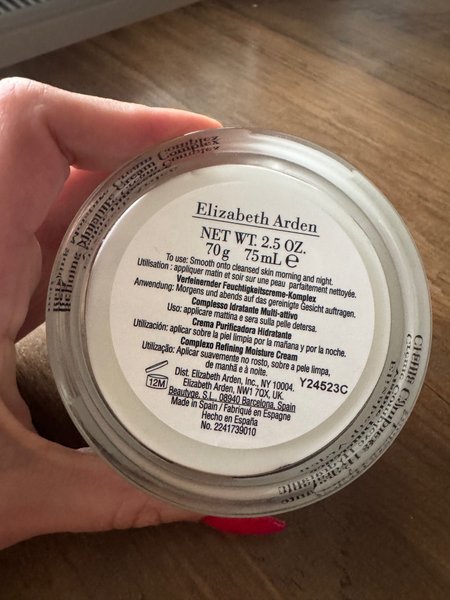 Elizabeth Arden
NET WT. 2.5 OZ.
70 g 75 mL ℮
To use: Smooth onto cleansed skin morning and night.
Utilisation : appliquer matin et soir sur une peau parfaitement nettoyée.
Verfeinernder Feuchtigkeitscreme-Komplex
Anwendung: Morgens und abends auf das gereinigte Gesicht auftragen.
Complesso Idratante Multi-attivo
Uso: applicare mattina e sera sulla pelle detersa.
Crema Purificadora Hidratante
Utilización: aplicar sobre la piel limpia por la mañana y por la noche.
Complexo Refining Moisture Cream
Utilização: Aplicar suavemente no rosto, sobre a pele limpa,
de manhã e à noite.
12M
Dist. Elizabeth Arden, Inc. NY 10004.
Y24523C
Elizabeth Arden, NW1 7QX, UK.
Beautyge, S.L. 08940 Barcelona, Spain
Made in Spain / Fabriqué en Espagne
Hecho en España
No. 2241739010